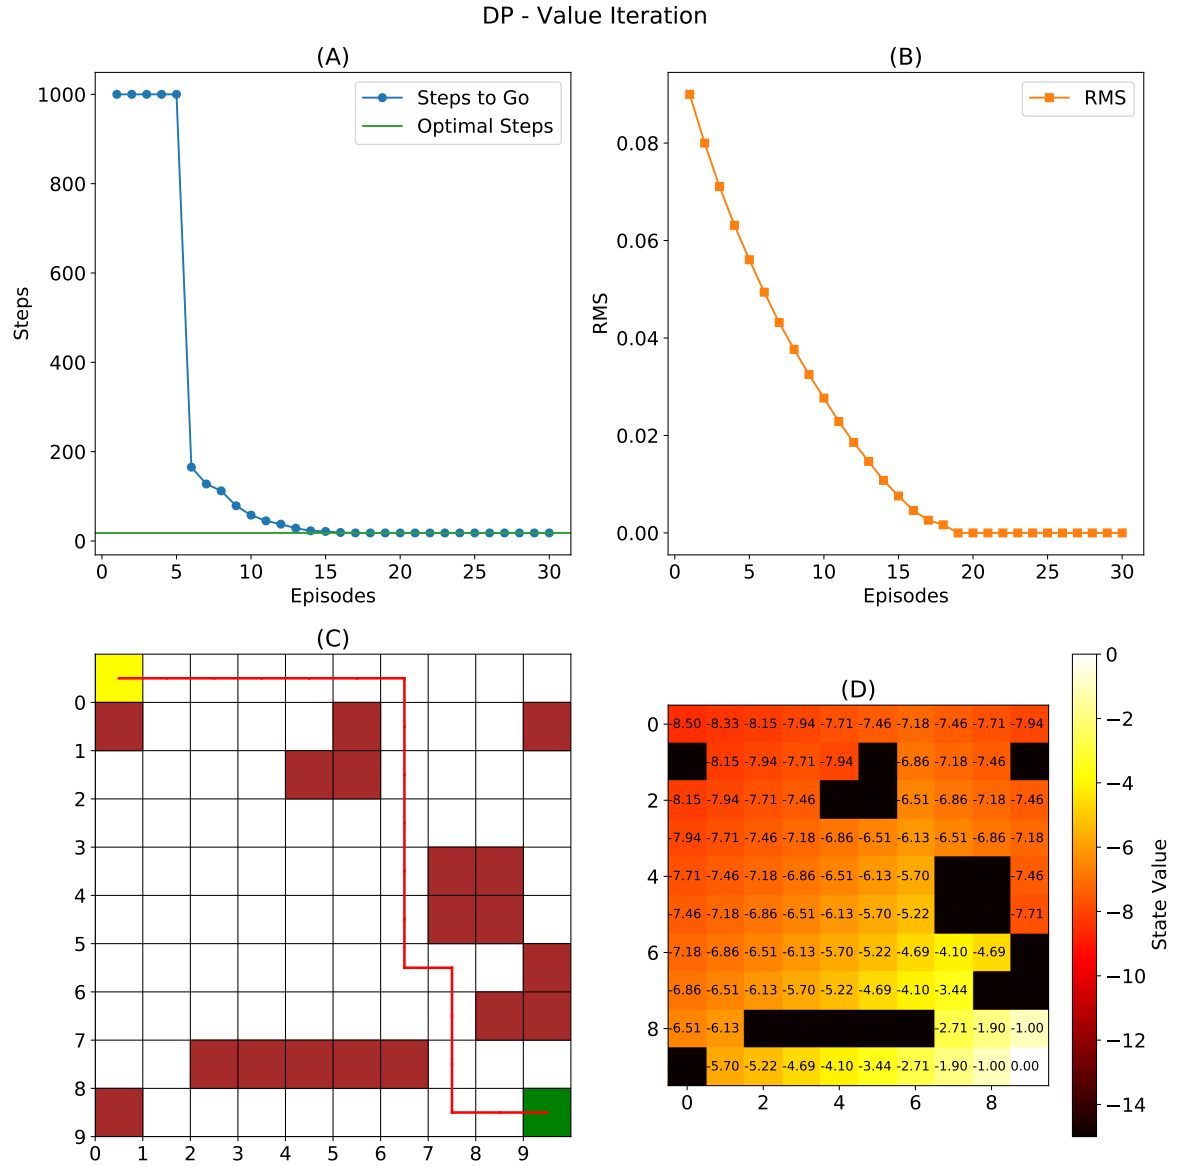 DP - Value Iteration
(A)
1000
800
600
400
200
0
Steps
Steps to Go
Optimal Steps
0 5 10 15 20 25 30
Episodes
(B)
0.08
0.06
0.04
0.02
0.00
RMS
RMS
0 5 10 15 20 25 30
Episodes
(C)
0
1
2
3
4
5
6
7
8
9
0 1 2 3 4 5 6 7 8 9
(D)
0 -8.50 -8.33 -8.15 -7.94 -7.71 -7.46 -7.18 -7.46 -7.71 -7.94
-8.15 -7.94 -7.71 -7.94 -6.86 -7.18 -7.46
2 -8.15 -7.94 -7.71 -7.46 -6.51 -6.86 -7.18 -7.46
-7.94 -7.71 -7.46 -7.18 -6.86 -6.51 -6.13 -6.51 -6.86 -7.18
4 -7.71 -7.46 -7.18 -6.86 -6.51 -6.13 -5.70 -7.46
-7.46 -7.18 -6.86 -6.51 -6.13 -5.70 -5.22 -7.71
6 -7.18 -6.86 -6.51 -6.13 -5.70 -5.22 -4.69 -4.10 -4.69
-6.86 -6.51 -6.13 -5.70 -5.22 -4.69 -4.10 -3.44
8 -6.51 -6.13 -2.71 -1.90 -1.00
-5.70 -5.22 -4.69 -4.10 -3.44 -2.71 -1.90 -1.00 0.00
0 2 4 6 8
0
−2
−4
−6
−8
−10
−12
−14
State Value